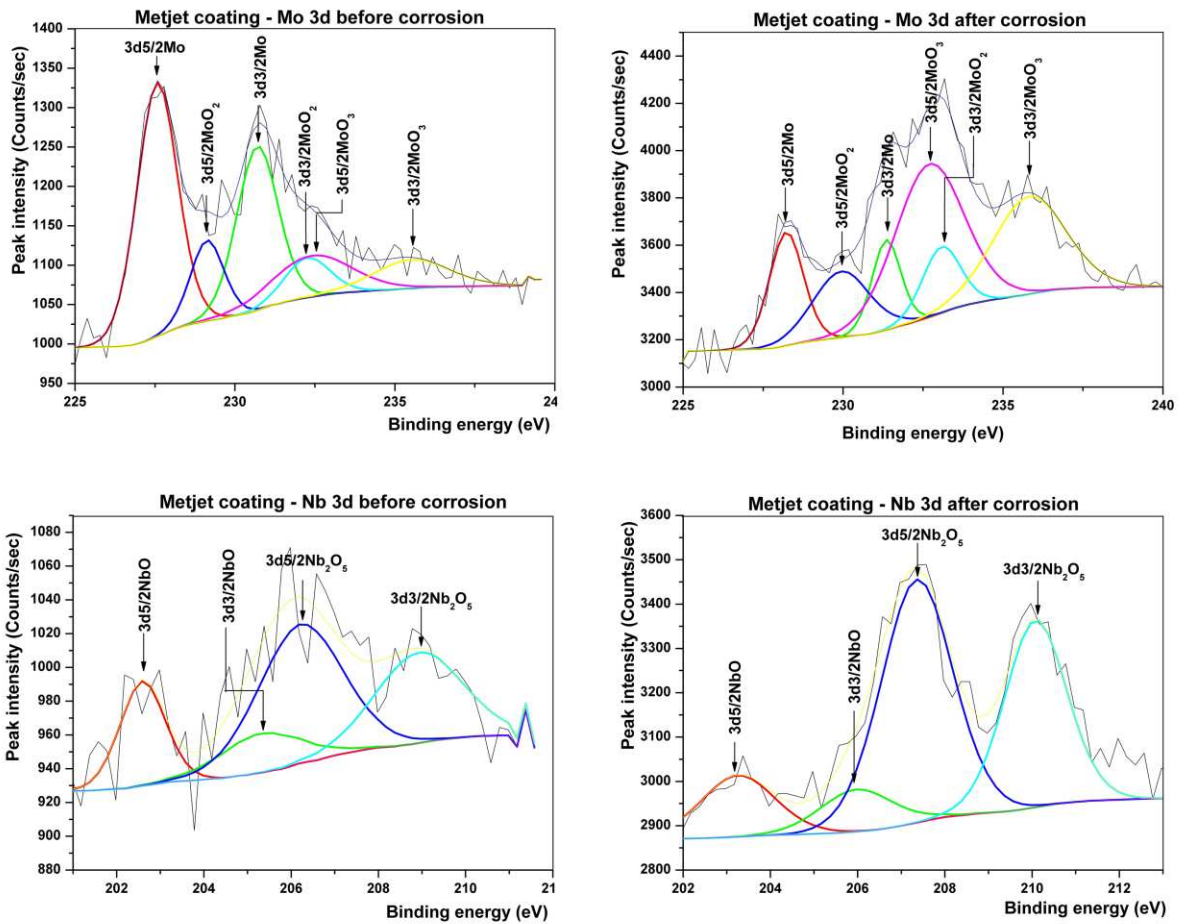 Metjet coating - Mo 3d before corrosion
Peak intensity (Counts/sec)
1400
1350
1300
1250
1200
1150
1100
1050
1000
950
3d5/2Mo
3d5/2MoO2
3d3/2Mo
3d3/2MoO2
3d5/2MoO3
3d3/2MoO3
225
230
235
24
Binding energy (eV)
Metjet coating - Mo 3d after corrosion
Peak intensity (Counts/sec)
4400
4200
4000
3800
3600
3400
3200
3000
3d5/2Mo
3d5/2MoO2
3d3/2Mo
3d5/2MoO3
3d3/2MoO2
3d3/2MoO3
225
230
235
240
Binding energy (eV)
Metjet coating - Nb 3d before corrosion
Peak intensity (Counts/sec)
1080
1060
1040
1020
1000
980
960
940
920
900
880
3d5/2NbO
3d3/2NbO
3d5/2Nb2O5
3d3/2Nb2O5
202
204
206
208
210
21
Binding energy (eV)
Metjet coating - Nb 3d after corrosion
Peak intensity (Counts/sec)
3600
3500
3400
3300
3200
3100
3000
2900
2800
3d5/2NbO
3d3/2NbO
3d5/2Nb2O5
3d3/2Nb2O5
202
204
206
208
210
212
Binding energy (eV)